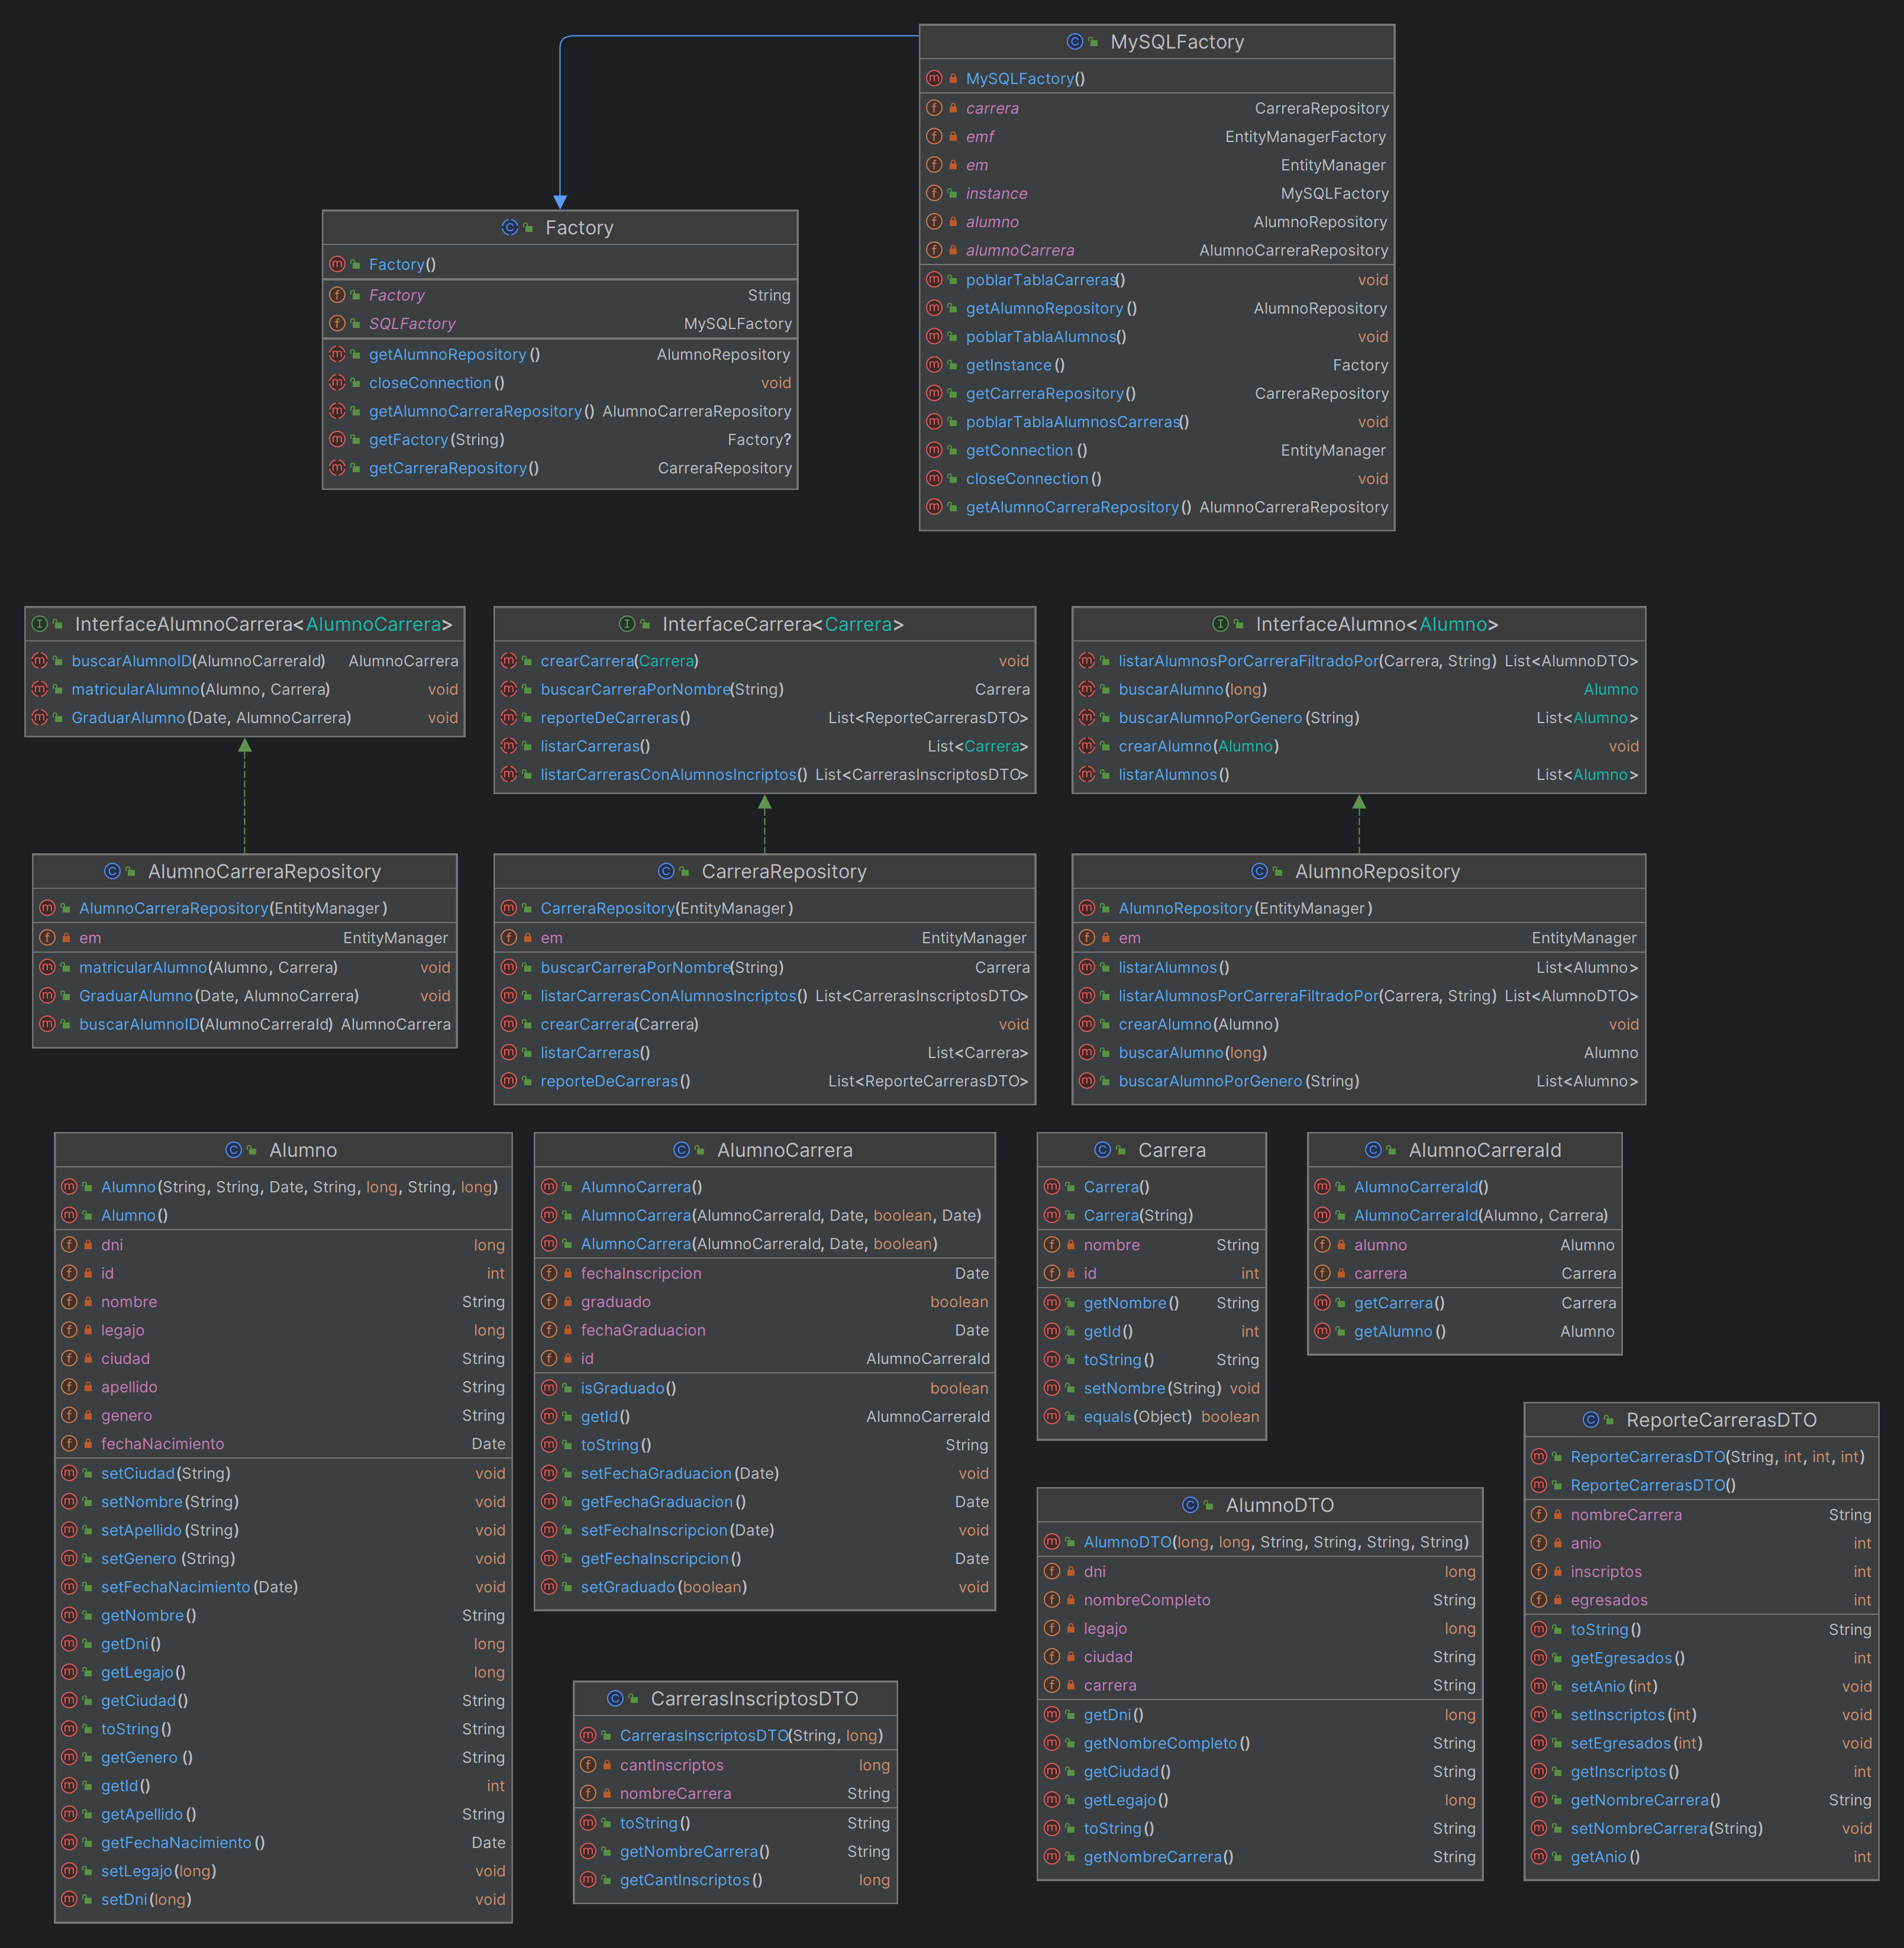 MySQLFactory
MySQLFactory()
carrera CarreraRepository
emf EntityManagerFactory
em EntityManager
instance MySQLFactory
alumno AlumnoRepository
alumnoCarrera AlumnoCarreraRepository
poblarTablaCarreras() void
getAlumnoRepository() AlumnoRepository
poblarTablaAlumnos() void
getInstance() Factory
getCarreraRepository() CarreraRepository
poblarTablaAlumnosCarreras() void
getConnection() EntityManager
closeConnection() void
getAlumnoCarreraRepository() AlumnoCarreraRepository
Factory
Factory()
Factory String
SQLFactory MySQLFactory
getAlumnoRepository() AlumnoRepository
closeConnection() void
getAlumnoCarreraRepository() AlumnoCarreraRepository
getFactory(String) Factory?
getCarreraRepository() CarreraRepository
InterfaceAlumnoCarrera<AlumnoCarrera>
buscarAlumnoID(AlumnoCarreraId) AlumnoCarrera
matricularAlumno(Alumno, Carrera) void
GraduarAlumno(Date, AlumnoCarrera) void
InterfaceCarrera<Carrera>
crearCarrera(Carrera) void
buscarCarreraPorNombre(String) Carrera
reporteDeCarreras() List<ReporteCarrerasDTO>
listarCarreras() List<Carrera>
listarCarrerasConAlumnosIncriptos() List<CarrerasInscriptosDTO>
InterfaceAlumno<Alumno>
listarAlumnosPorCarreraFiltradoPor(Carrera, String) List<AlumnoDTO>
buscarAlumno(long) Alumno
buscarAlumnoPorGenero(String) List<Alumno>
crearAlumno(Alumno) void
listarAlumnos() List<Alumno>
AlumnoCarreraRepository
AlumnoCarreraRepository(EntityManager)
em EntityManager
matricularAlumno(Alumno, Carrera) void
GraduarAlumno(Date, AlumnoCarrera) void
buscarAlumnoID(AlumnoCarreraId) AlumnoCarrera
CarreraRepository
CarreraRepository(EntityManager)
em EntityManager
buscarCarreraPorNombre(String) Carrera
listarCarrerasConAlumnosIncriptos() List<CarrerasInscriptosDTO>
crearCarrera(Carrera) void
listarCarreras() List<Carrera>
reporteDeCarreras() List<ReporteCarrerasDTO>
AlumnoRepository
AlumnoRepository(EntityManager)
em EntityManager
listarAlumnos() List<Alumno>
listarAlumnosPorCarreraFiltradoPor(Carrera, String) List<AlumnoDTO>
crearAlumno(Alumno) void
buscarAlumno(long) Alumno
buscarAlumnoPorGenero(String) List<Alumno>
Alumno
Alumno(String, String, Date, String, long, String, long)
Alumno()
dni long
id int
nombre String
legajo long
ciudad String
apellido String
genero String
fechaNacimiento Date
setCiudad(String) void
setNombre(String) void
setApellido(String) void
setGenero(String) void
setFechaNacimiento(Date) void
getNombre() String
getDni() long
getLegajo() long
getCiudad() String
toString() String
getGenero() String
getId() int
getApellido() String
getFechaNacimiento() Date
setLegajo(long) void
setDni(long) void
AlumnoCarrera
AlumnoCarrera()
AlumnoCarrera(AlumnoCarreraId, Date, boolean, Date)
AlumnoCarrera(AlumnoCarreraId, Date, boolean)
fechaInscripcion Date
graduado boolean
fechaGraduacion Date
id AlumnoCarreraId
isGraduado() boolean
getId() AlumnoCarreraId
toString() String
setFechaGraduacion(Date) void
getFechaGraduacion() Date
setFechaInscripcion(Date) void
getFechaInscripcion() Date
setGraduado(boolean) void
Carrera
Carrera()
Carrera(String)
nombre String
id int
getNombre() String
getId() int
toString() String
setNombre(String) void
equals(Object) boolean
AlumnoCarreraId
AlumnoCarreraId()
AlumnoCarreraId(Alumno, Carrera)
alumno Alumno
carrera Carrera
getCarrera() Carrera
getAlumno() Alumno
ReporteCarrerasDTO
ReporteCarrerasDTO(String, int, int, int)
ReporteCarrerasDTO()
nombreCarrera String
anio int
inscriptos int
egresados int
toString() String
getEgresados() int
setAnio(int) void
setInscriptos(int) void
setEgresados(int) void
getInscriptos() int
getNombreCarrera() String
setNombreCarrera(String) void
getAnio() int
AlumnoDTO
AlumnoDTO(long, long, String, String, String, String)
dni long
nombreCompleto String
legajo long
ciudad String
carrera String
getDni() long
getNombreCompleto() String
getCiudad() String
getLegajo() long
toString() String
getNombreCarrera() String
CarrerasInscriptosDTO
CarrerasInscriptosDTO(String, long)
cantInscriptos long
nombreCarrera String
toString() String
getNombreCarrera() String
getCantInscriptos() long